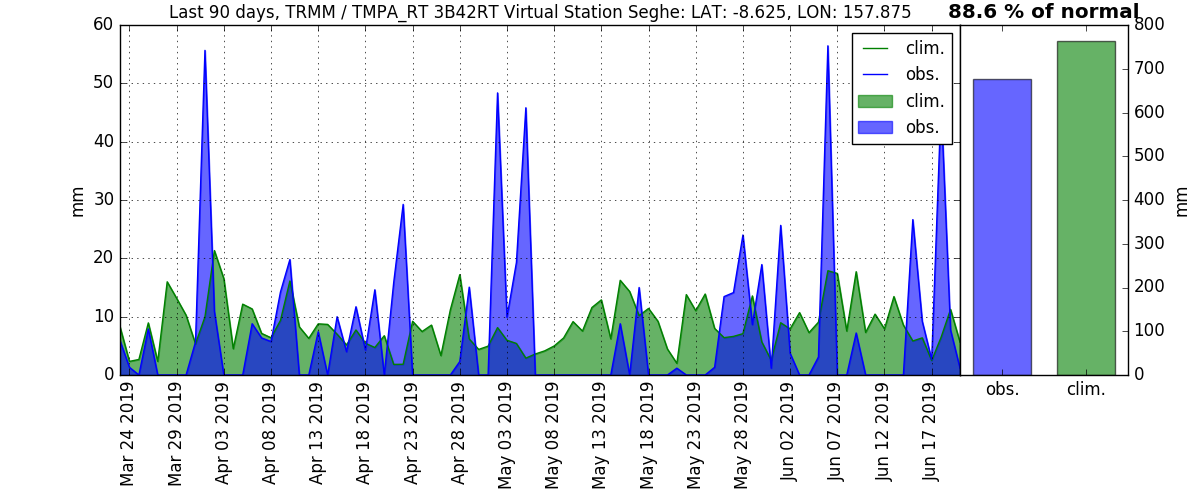 Last 90 days, TRMM / TMPA_RT 3B42RT Virtual Station Seghe: LAT: -8.625, LON: 157.875
88.6 % of normal
60
50
40
30
20
10
0
mm
clim.
obs.
clim.
obs.
800
700
600
500
400
300
200
100
0
mm
Mar 24 2019
Mar 29 2019
Apr 03 2019
Apr 08 2019
Apr 13 2019
Apr 18 2019
Apr 23 2019
Apr 28 2019
May 03 2019
May 08 2019
May 13 2019
May 18 2019
May 23 2019
May 28 2019
Jun 02 2019
Jun 07 2019
Jun 12 2019
Jun 17 2019
obs.
clim.